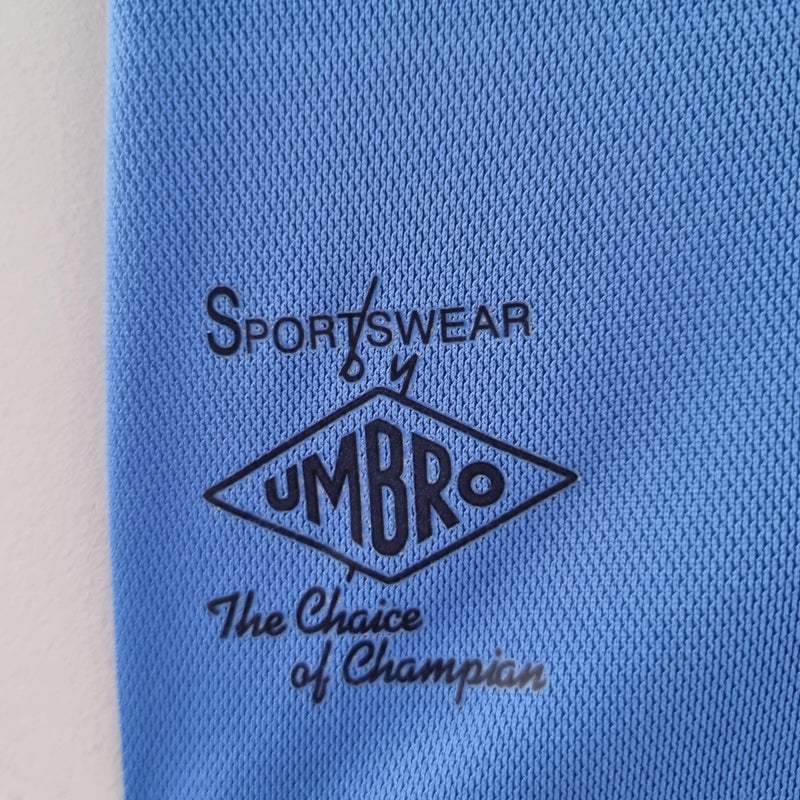 SPORTSWEAR
by
UMBRO
The Chaice
of Champian